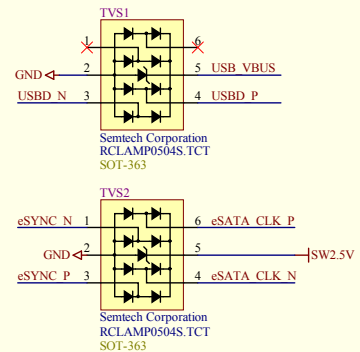 TVS1
1 6
GND 2 5 USB_VBUS
USBD_N 3 4 USBD_P
Semtech Corporation
RCLAMP0504S.TCT
SOT-363
TVS2
eSYNC_N 1 6 eSATA_CLK_P
GND 2 5 SW2.5V
eSYNC_P 3 4 eSATA_CLK_N
Semtech Corporation
RCLAMP0504S.TCT
SOT-363